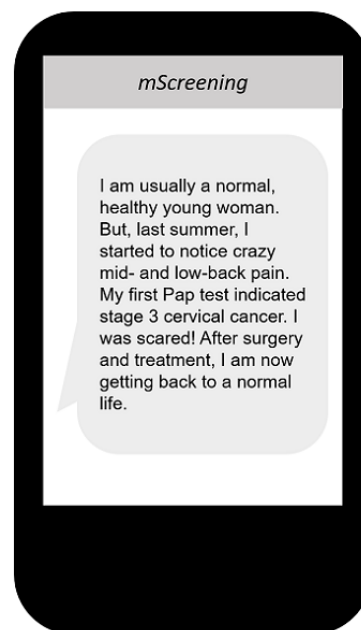 mScreening
I am usually a normal,
healthy young woman.
But, last summer, I
started to notice crazy
mid- and low-back pain.
My first Pap test indicated
stage 3 cervical cancer. I
was scared! After surgery
and treatment, I am now
getting back to a normal
life.